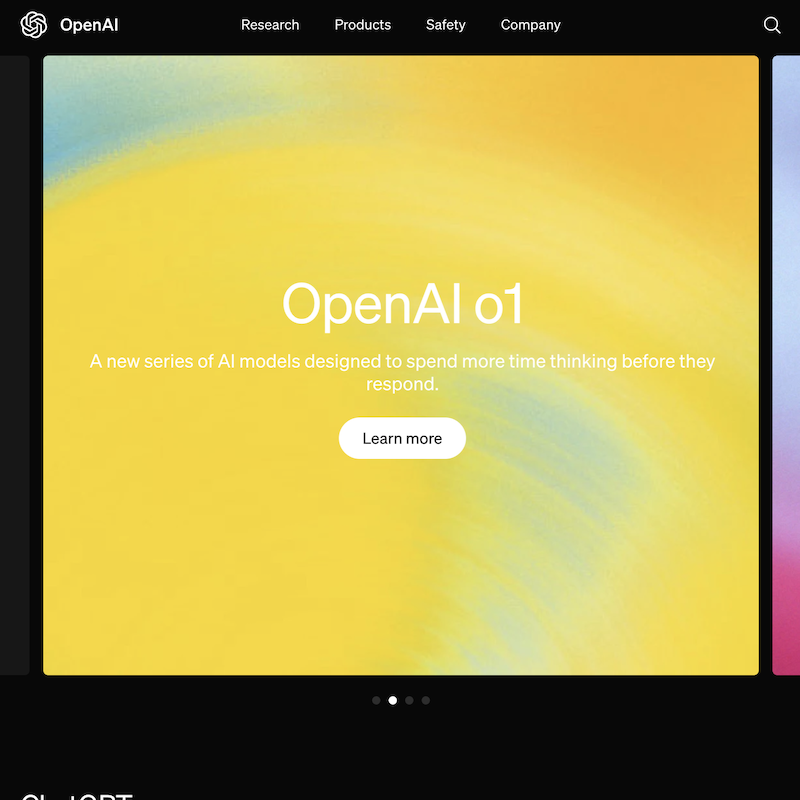 OpenAI
Research Products Safety Company
OpenAI o1
A new series of AI models designed to spend more time thinking before they
respond.
Learn more
ChatGPT